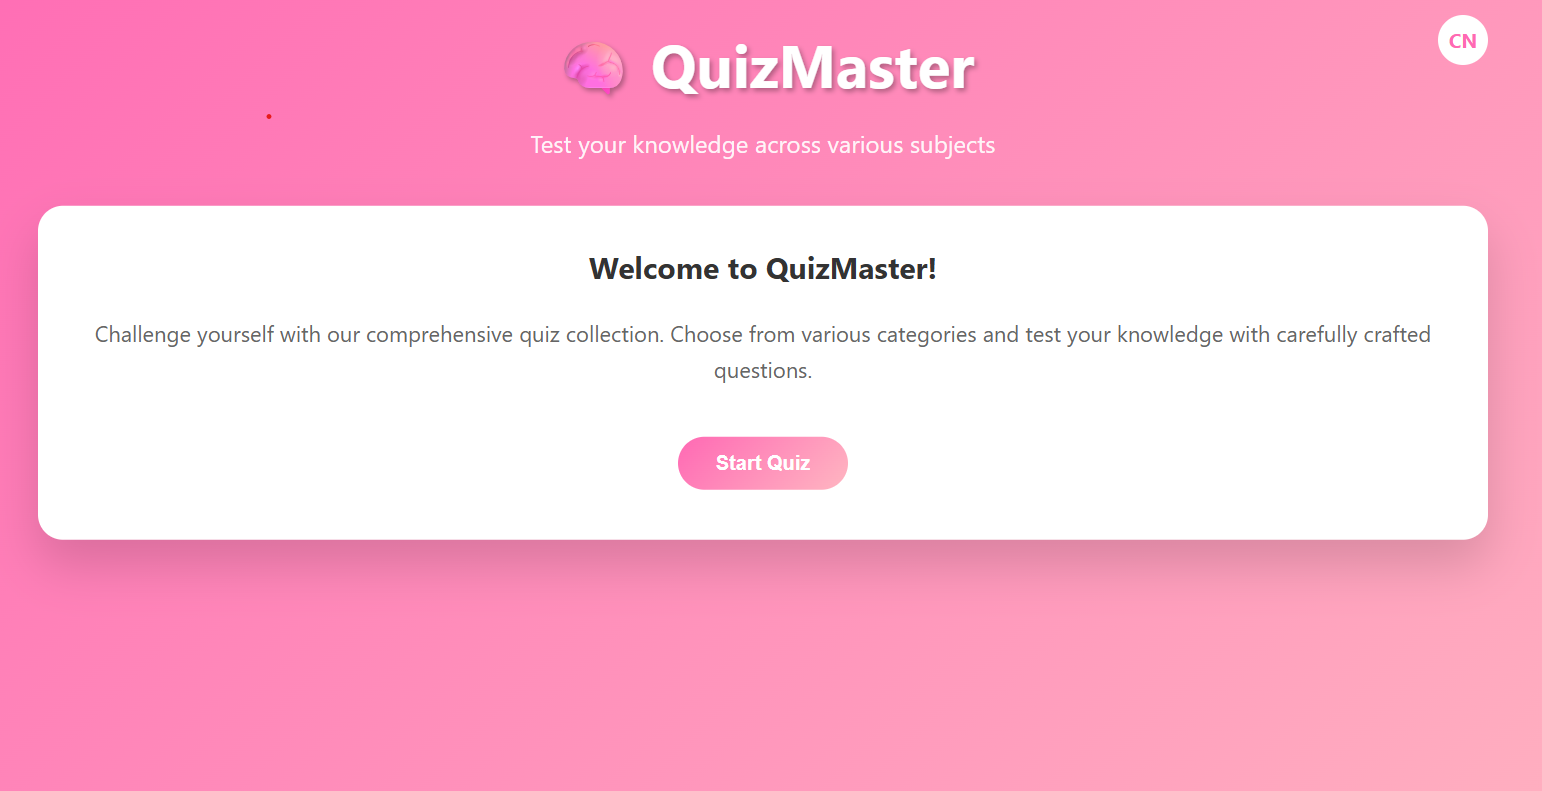 QuizMaster
CN
Test your knowledge across various subjects
Welcome to QuizMaster!
Challenge yourself with our comprehensive quiz collection. Choose from various categories and test your knowledge with carefully crafted
questions.
Start Quiz